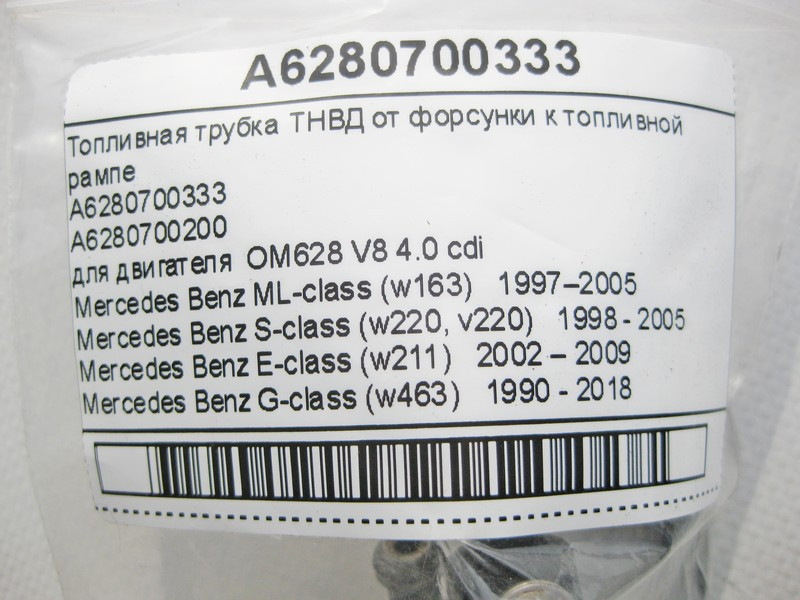 A6280700333
Топливная трубка ТНВД от форсунки к топливной
рампе
A6280700333
A6280700200
для двигателя OM628 V8 4.0 cdi
Mercedes Benz ML-class (w163) 1997–2005
Mercedes Benz S-class (w220, v220) 1998 - 2005
Mercedes Benz E-class (w211) 2002 – 2009
Mercedes Benz G-class (w463) 1990 - 2018